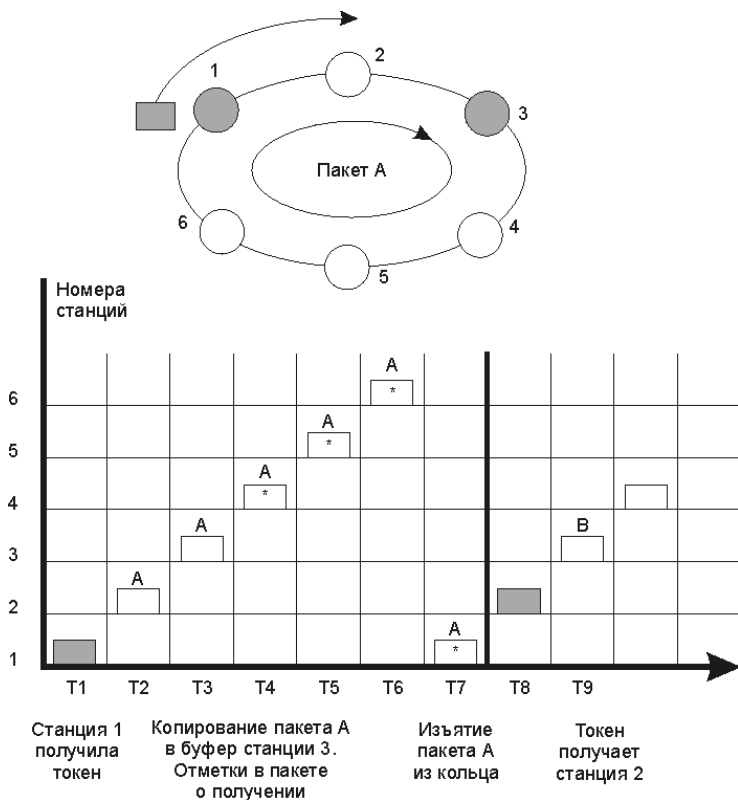 2
1
3
Пакет А
6
4
5
Номера
станций
А
6
*
А
5
*
А
4
*
А
В
3
А
2
А
1
*
T1 T2 T3 T4 T5 T6 T7 T8 T9
Станция 1
получила
токен
Копирование пакета А
в буфер станции 3.
Отметки в пакете
о получении
Изъятие
пакета А
из кольца
Токен
получает
станция 2